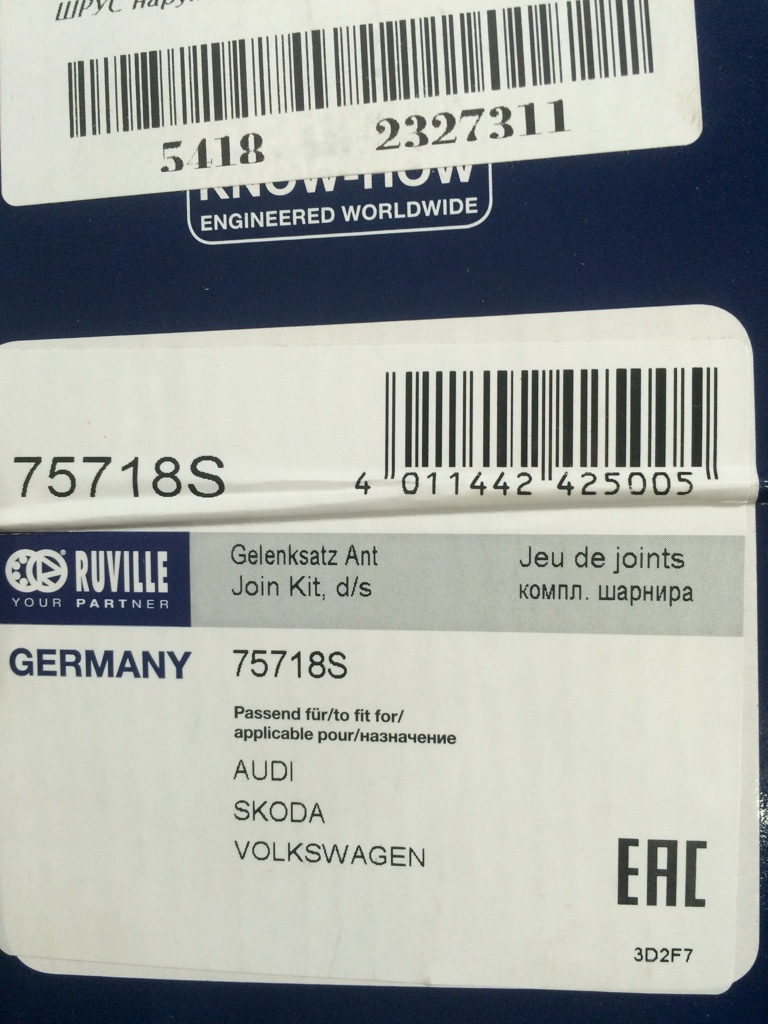 ШРУС
5418 2327311
KNOW-HOW
ENGINEERED WORLDWIDE
75718S
4 011442 425005
RUVILLE
YOUR PARTNER
Gelenksatz Ant
Join Kit, d/s
Jeu de joints
компл. шарнира
GERMANY
75718S
Passend für/to fit for/
applicable pour/назначение
AUDI
SKODA
VOLKSWAGEN
EAC
3D2F7